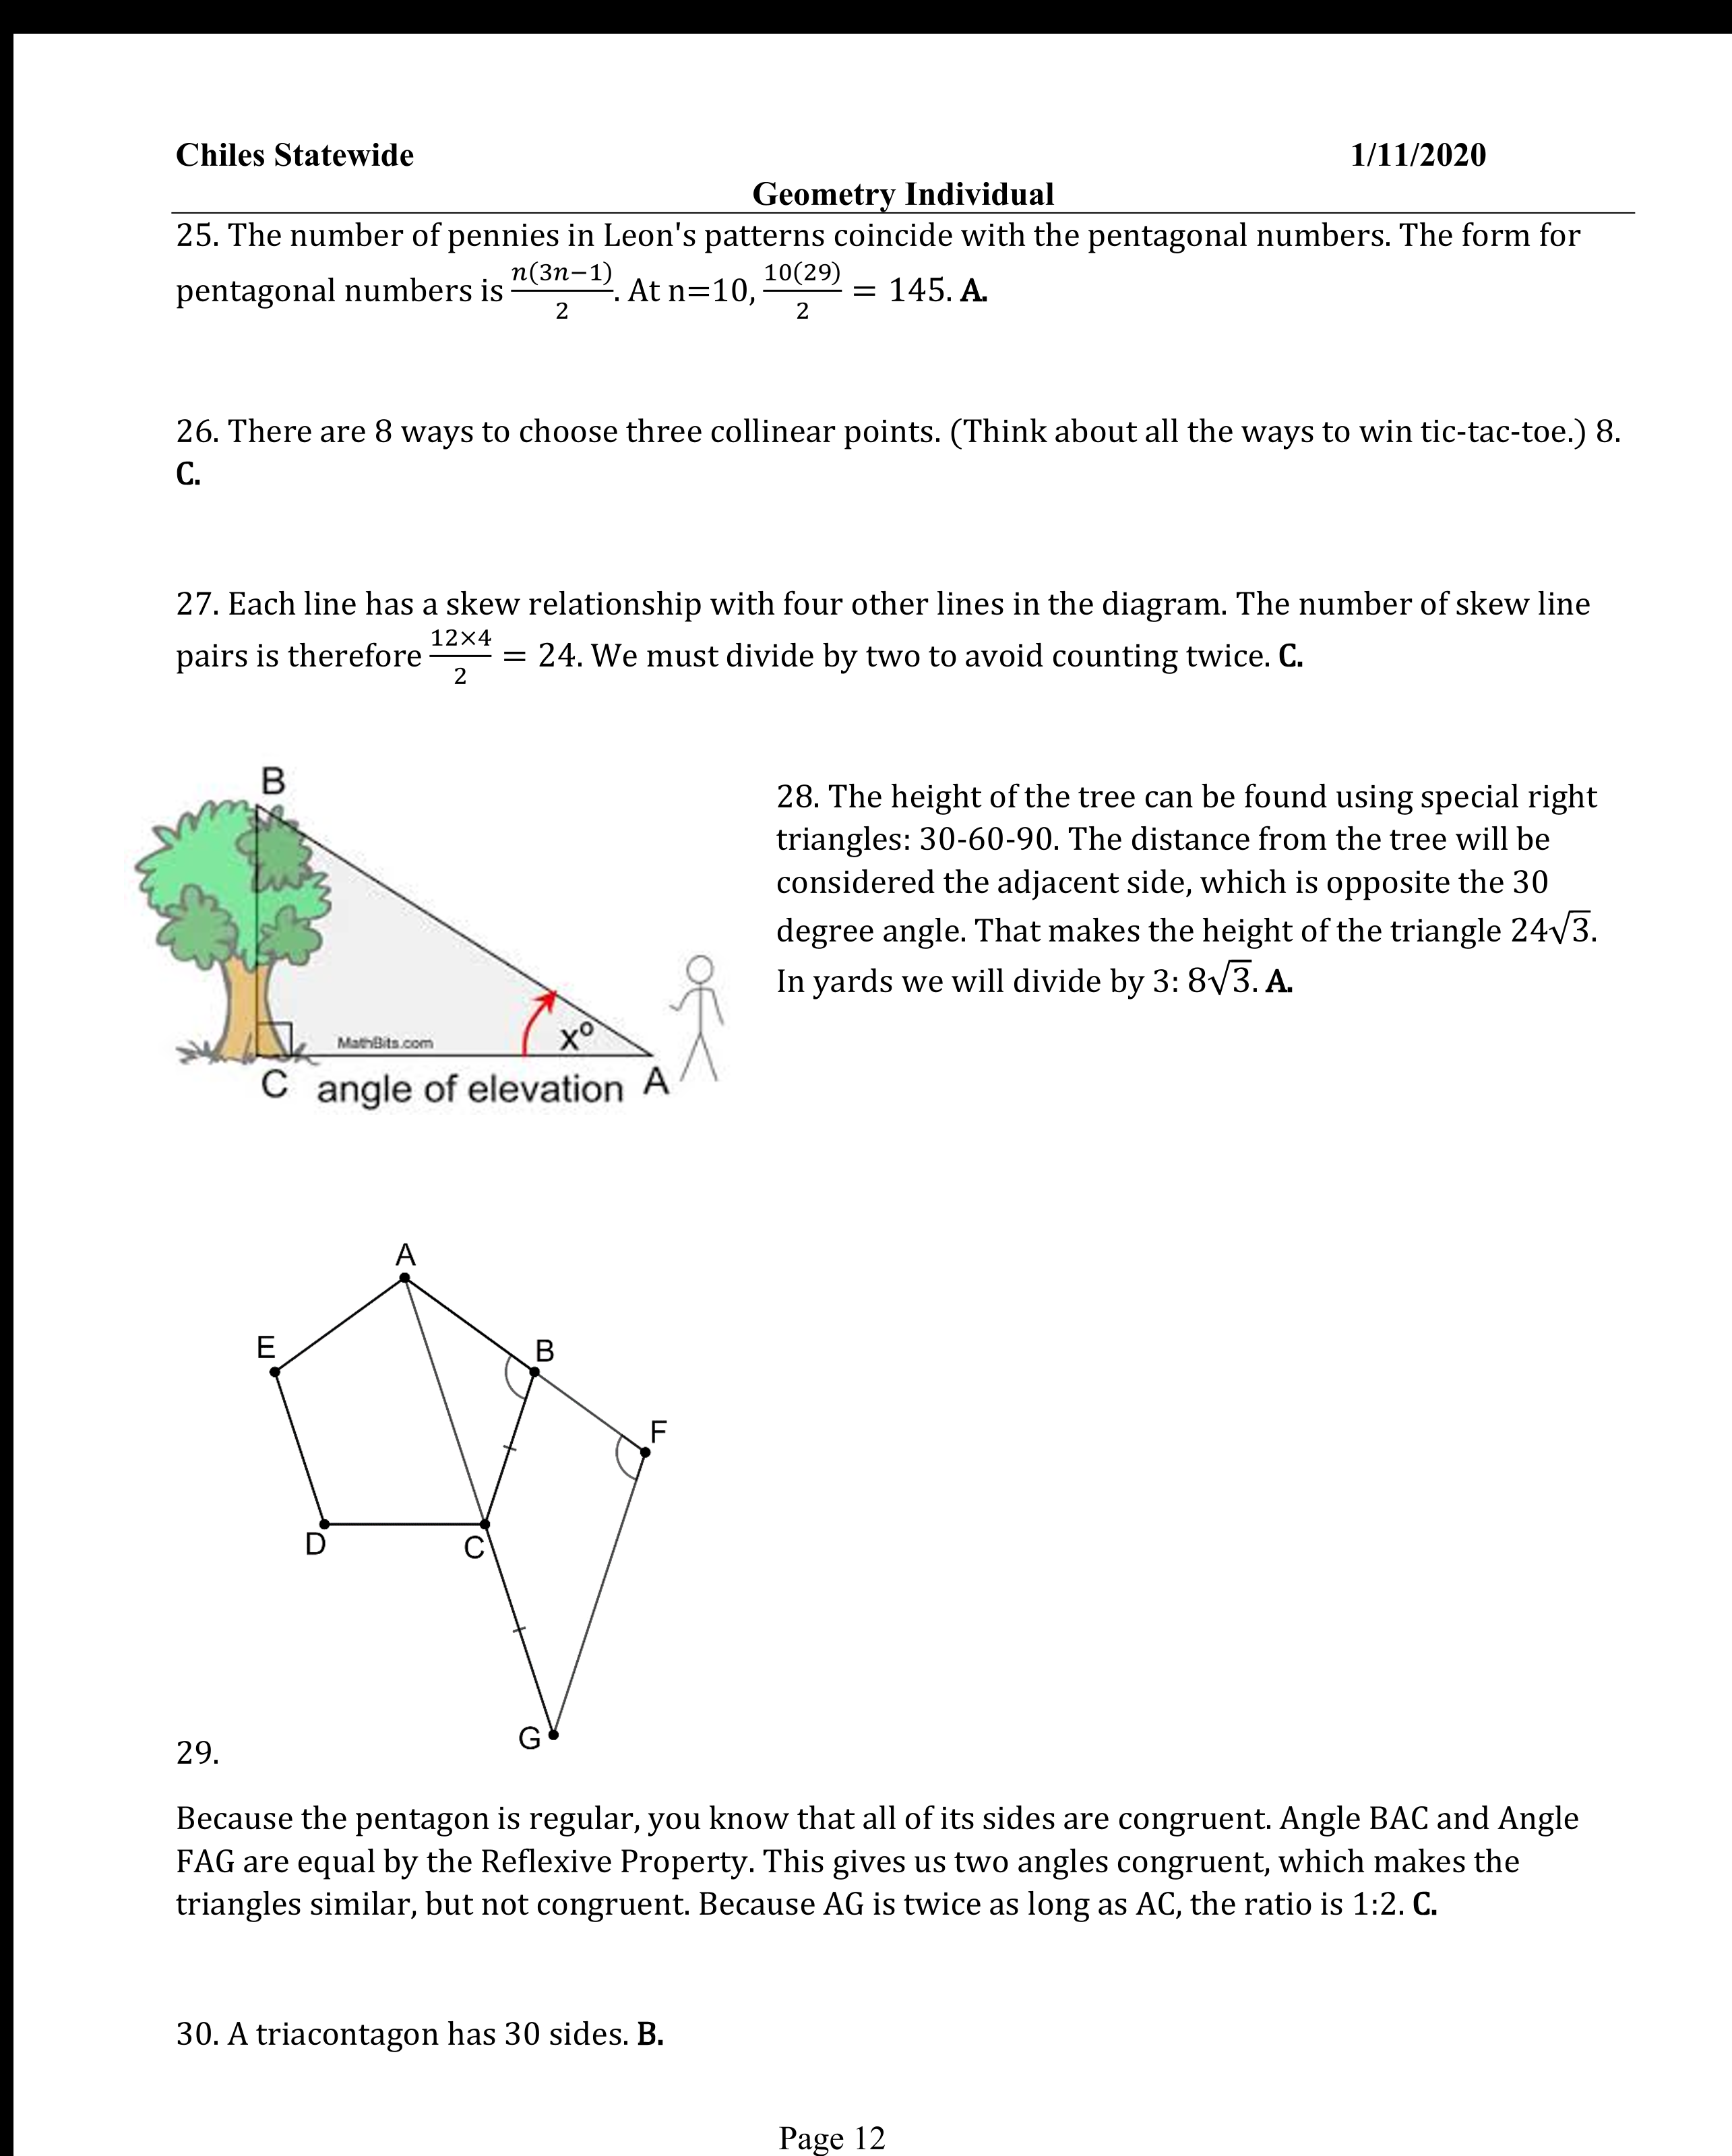 Chiles Statewide 1/11/2020
Geometry Individual
25. The number of pennies in Leon's patterns coincide with the pentagonal numbers. The form for
pentagonal numbers is n(3n−1)/2. At n=10, 10(29)/2 = 145. A.
26. There are 8 ways to choose three collinear points. (Think about all the ways to win tic-tac-toe.) 8.
C.
27. Each line has a skew relationship with four other lines in the diagram. The number of skew line
pairs is therefore 12×4/2 = 24. We must divide by two to avoid counting twice. C.
B
MathBits.com
x°
C angle of elevation A
28. The height of the tree can be found using special right
triangles: 30-60-90. The distance from the tree will be
considered the adjacent side, which is opposite the 30
degree angle. That makes the height of the triangle 24√3.
In yards we will divide by 3: 8√3. A.
A
E
B
F
D
C
G
29.
Because the pentagon is regular, you know that all of its sides are congruent. Angle BAC and Angle
FAG are equal by the Reflexive Property. This gives us two angles congruent, which makes the
triangles similar, but not congruent. Because AG is twice as long as AC, the ratio is 1:2. C.
30. A triacontagon has 30 sides. B.
Page 12